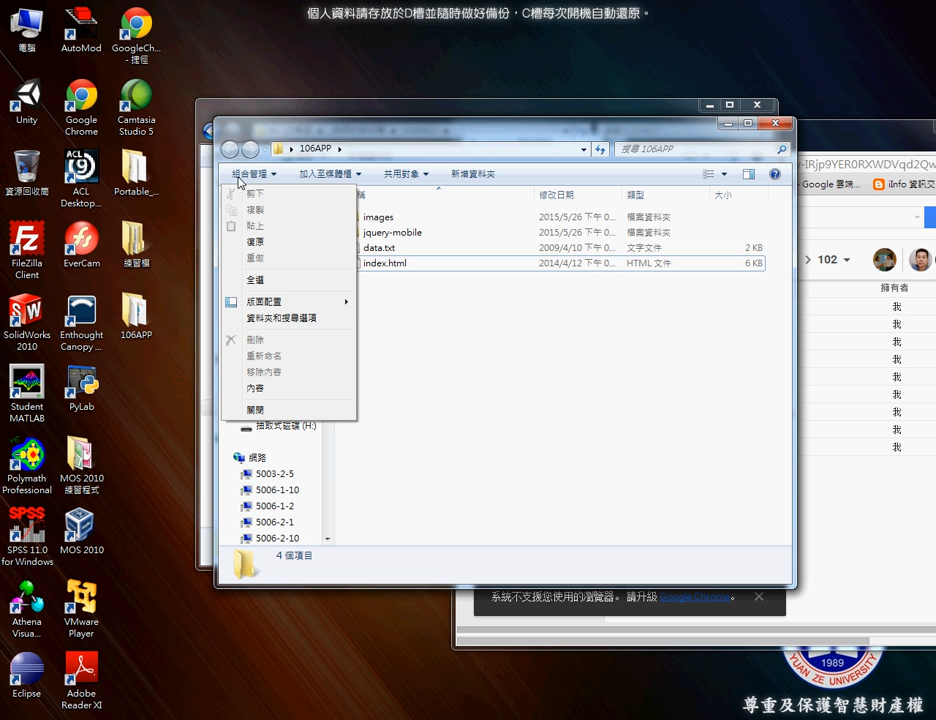 個人資料請存放於D槽並隨時做好備份，C槽每次開機自動還原。
電腦
AutoMod
GoogleCh...
- 捷徑
Unity
Google
Chrome
Camtasia
Studio 5
資源回收筒
ACL
ACL
Desktop...
Portable_...
FileZilla
Client
EverCam
練習檔
SolidWorks
2010
Enthought
Canopy ...
106APP
Student
MATLAB
PyLab
Polymath
Professional
MOS 2010
練習程式
SPSS
SPSS 11.0
for Windows
MOS 2010
Athena
Visua...
VMware
Player
Eclipse
Adobe
Reader XI
106APP
搜尋 106APP
組合管理
加入至媒體櫃
共用對象
新增資料夾
稱
修改日期
類型
大小
images
2015/5/26 下午 0...
檔案資料夾
jquery-mobile
2015/5/26 下午 0...
檔案資料夾
data.txt
2009/4/10 下午 0...
文字文件
2 KB
index.html
2014/4/12 下午 0...
HTML 文件
6 KB
剪下
複製
貼上
復原
重做
全選
版面配置
資料夾和搜尋選項
刪除
重新命名
移除內容
內容
關閉
抽取式磁碟 (H:)
網路
5003-2-5
5006-1-10
5006-1-2
5006-2-1
5006-2-10
4 個項目
-IRjp9YER0RXWDVqd2Qw
Google 雲端...
iInfo 資訊交
102
擁有者
我
我
我
我
我
我
我
我
我
系統不支援您使用的瀏覽器。請升級 Google Chrome。
1989
YUAN ZE UNIVERSITY
尊重及保護智慧財產權